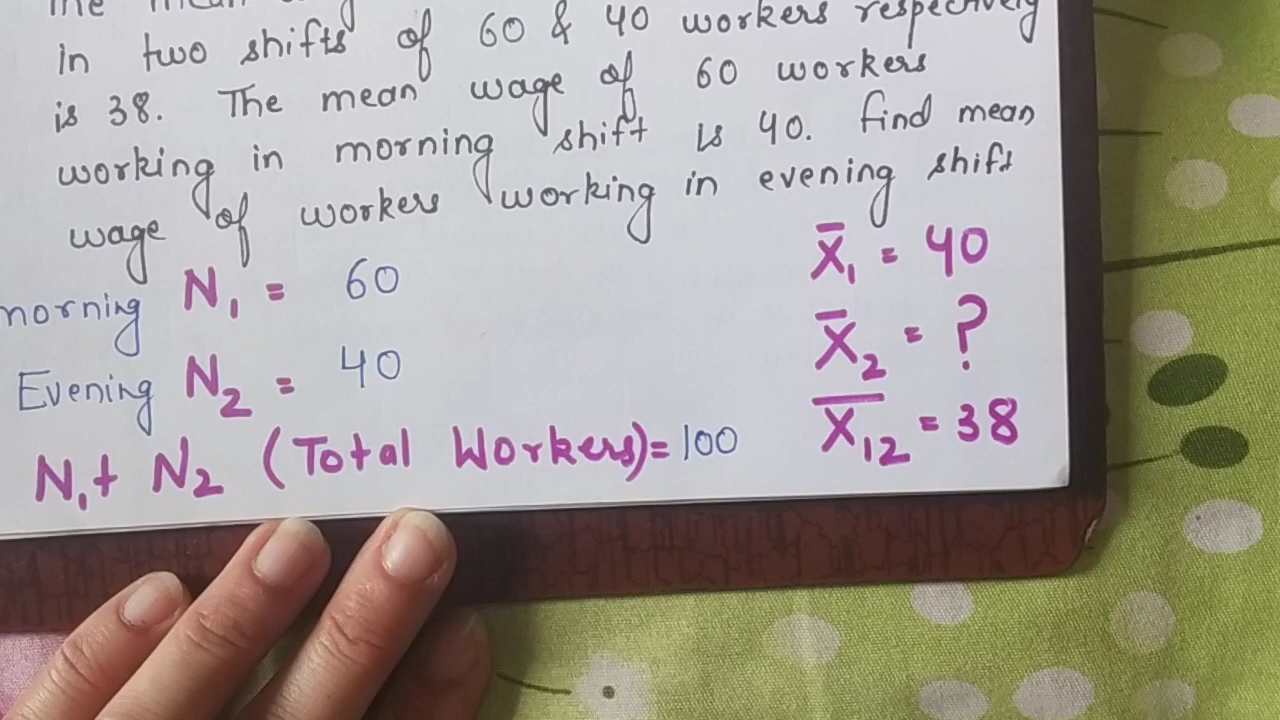 The mean
in two shifts of 60 & 40 workers respectively
is 38. The mean wage of 60 workers
working in morning shift is 40. find mean
wage of workers working in evening shift
morning N₁ = 60
X̄₁ = 40
Evening N₂ = 40
X̄₂ = ?
N₁+ N₂ (Total Workers)= 100
X̄₁₂ = 38